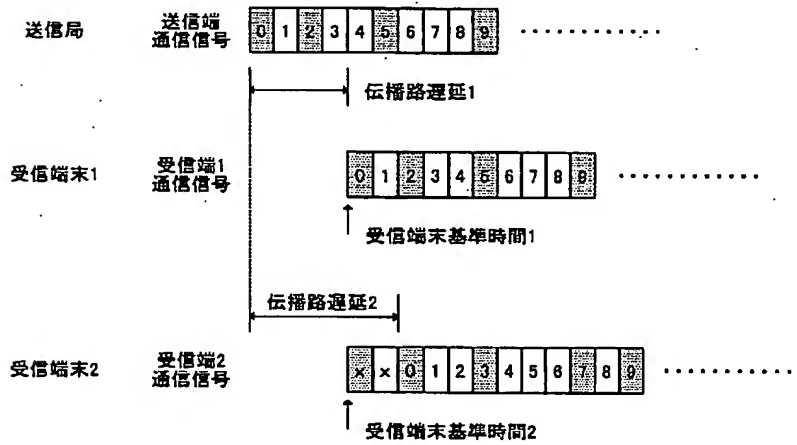 送信局
送信端
通信信号
0 1 2 3 4 5 6 7 8 9 ・・・・・・・・・・・・
伝播路遅延1
受信端末1
受信端1
通信信号
0 1 2 3 4 5 6 7 8 9 ・・・・・・・・・・・・
受信端末基準時間1
伝播路遅延2
受信端末2
受信端2
通信信号
x x 0 1 2 3 4 5 6 7 8 9 ・・・・・・・・・・・・
受信端末基準時間2